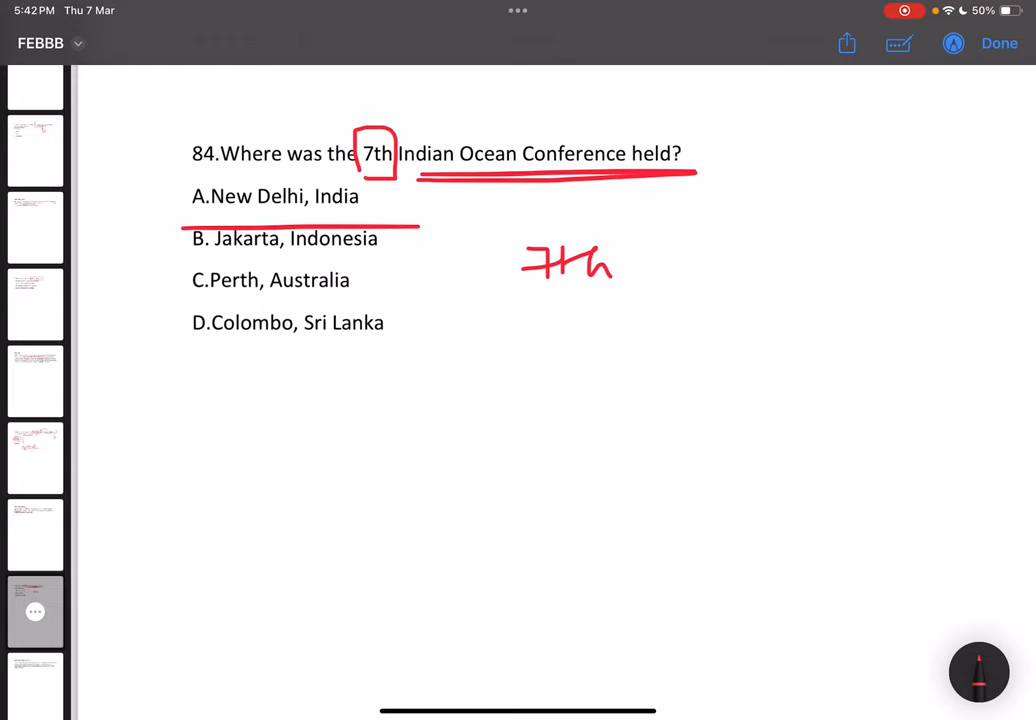 5:42 PM Thu 7 Mar
50%
FEBBB
Done
84.Where was the 7th Indian Ocean Conference held?
A.New Delhi, India
B. Jakarta, Indonesia
7th
C.Perth, Australia
D.Colombo, Sri Lanka